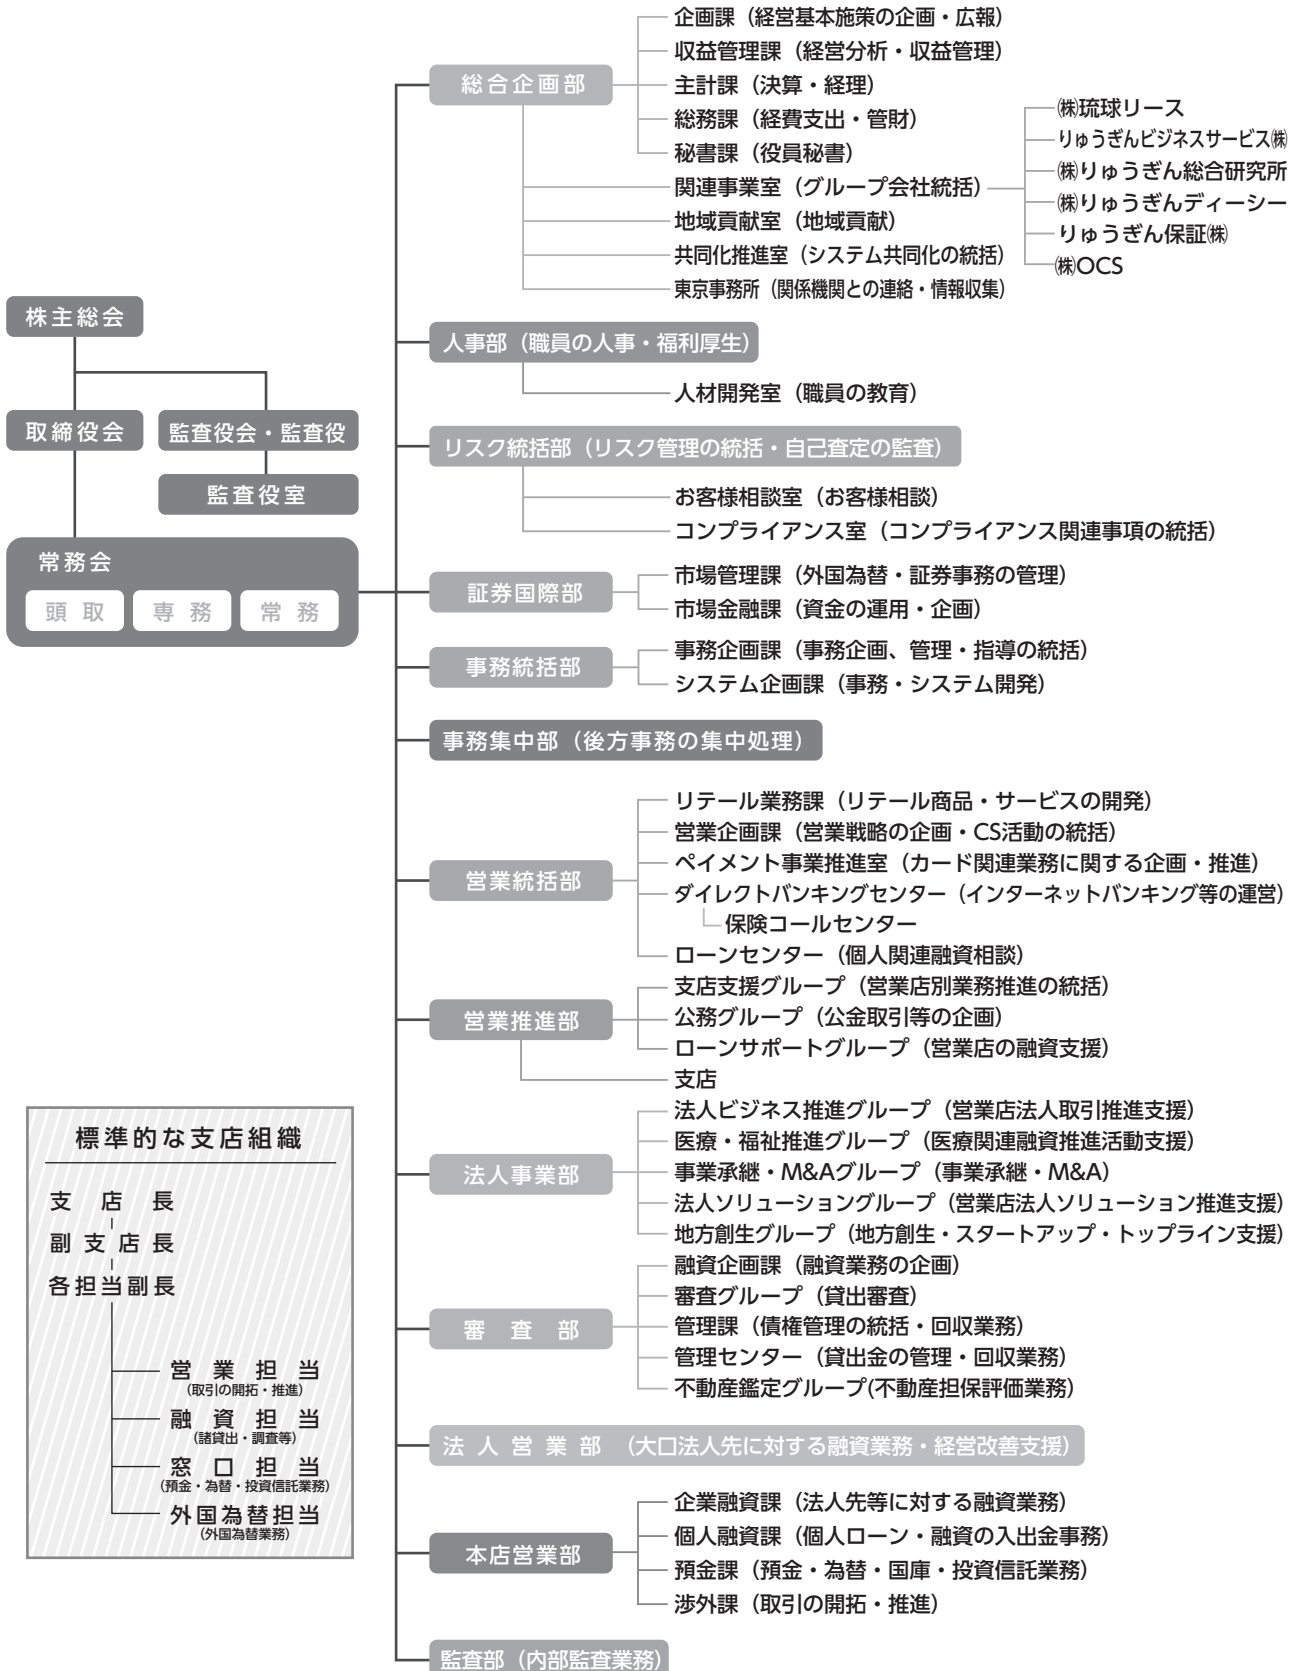 株主総会
取締役会
監査役会・監査役
監査役室
常務会
頭取
専務
常務
総合企画部
企画課（経営基本施策の企画・広報）
収益管理課（経営分析・収益管理）
主計課（決算・経理）
総務課（経費支出・管財）
秘書課（役員秘書）
関連事業室（グループ会社統括）
㈱琉球リース
りゅうぎんビジネスサービス㈱
㈱りゅうぎん総合研究所
㈱りゅうぎんディーシー
りゅうぎん保証㈱
㈱OCS
地域貢献室（地域貢献）
共同化推進室（システム共同化の統括）
東京事務所（関係機関との連絡・情報収集）
人事部（職員の人事・福利厚生）
人材開発室（職員の教育）
リスク統括部（リスク管理の統括・自己査定の監査）
お客様相談室（お客様相談）
コンプライアンス室（コンプライアンス関連事項の統括）
証券国際部
市場管理課（外国為替・証券事務の管理）
市場金融課（資金の運用・企画）
事務統括部
事務企画課（事務企画、管理・指導の統括）
システム企画課（事務・システム開発）
事務集中部（後方事務の集中処理）
営業統括部
リテール業務課（リテール商品・サービスの開発）
営業企画課（営業戦略の企画・CS活動の統括）
ペイメント事業推進室（カード関連業務に関する企画・推進）
ダイレクトバンキングセンター（インターネットバンキング等の運営）
保険コールセンター
ローンセンター（個人関連融資相談）
営業推進部
支店支援グループ（営業店別業務推進の統括）
公務グループ（公金取引等の企画）
ローンサポートグループ（営業店の融資支援）
支店
法人事業部
法人ビジネス推進グループ（営業店法人取引推進支援）
医療・福祉推進グループ（医療関連融資推進活動支援）
事業承継・M&Aグループ（事業承継・M&A）
法人ソリューショングループ（営業店法人ソリューション推進支援）
地方創生グループ（地方創生・スタートアップ・トップライン支援）
審査部
融資企画課（融資業務の企画）
審査グループ（貸出審査）
管理課（債権管理の統括・回収業務）
管理センター（貸出金の管理・回収業務）
不動産鑑定グループ(不動産担保評価業務)
法人営業部（大口法人先に対する融資業務・経営改善支援）
本店営業部
企業融資課（法人先等に対する融資業務）
個人融資課（個人ローン・融資の入出金事務）
預金課（預金・為替・国庫・投資信託業務）
渉外課（取引の開拓・推進）
監査部（内部監査業務）
標準的な支店組織
支店長
副支店長
各担当副長
営業担当
（取引の開拓・推進）
融資担当
（諸貸出・調査等）
窓口担当
（預金・為替・投資信託業務）
外国為替担当
（外国為替業務）